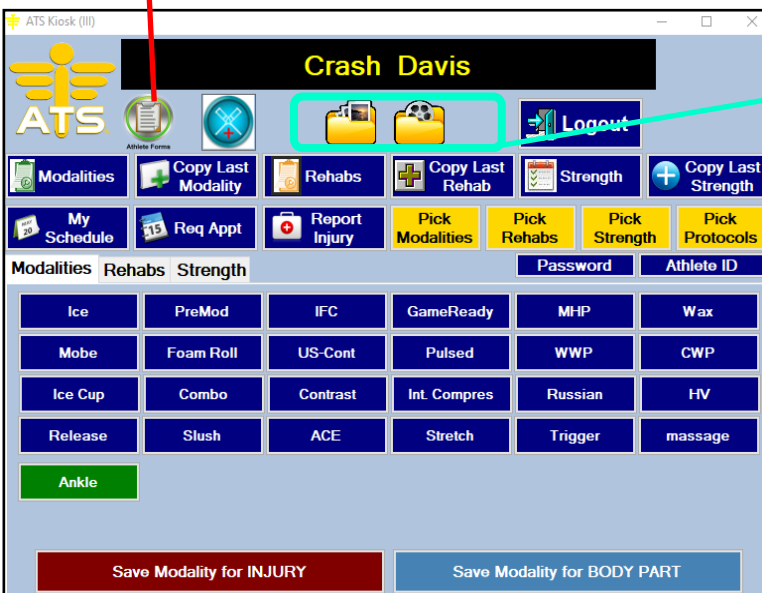 ATS Kiosk (III)
Crash Davis
ATS
Athlete Forms
Logout
Modalities
Copy Last
Modality
Rehabs
Copy Last
Rehab
Strength
Copy Last
Strength
MAY
20
My
Schedule
15
Req Appt
Report
Injury
Pick
Modalities
Pick
Rehabs
Pick
Strength
Pick
Protocols
Modalities Rehabs Strength
Password
Athlete ID
Ice PreMod IFC GameReady MHP Wax
Mobe Foam Roll US-Cont Pulsed WWP CWP
Ice Cup Combo Contrast Int. Compres Russian HV
Release Slush ACE Stretch Trigger massage
Ankle
Save Modality for INJURY Save Modality for BODY PART